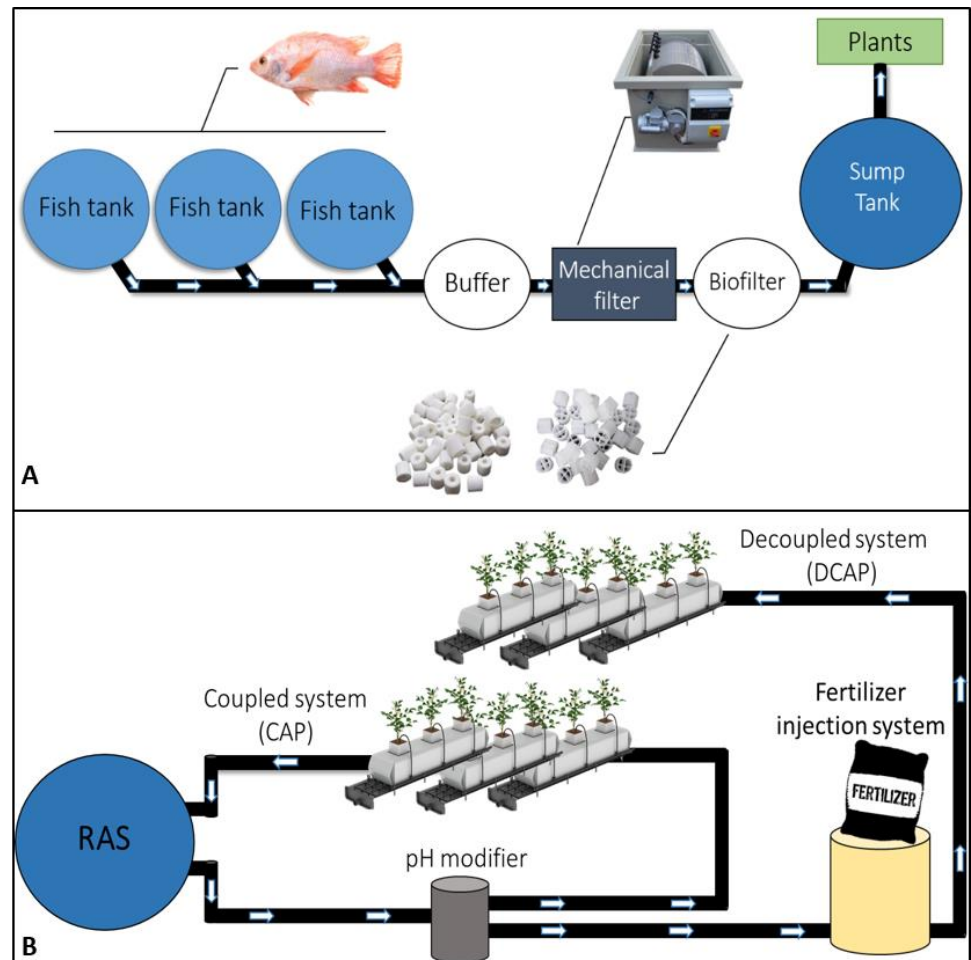 Plants
Fish tank
Fish tank
Fish tank
Sump
Tank
Buffer
Mechanical
filter
Biofilter
A
Decoupled system
(DCAP)
Coupled system
(CAP)
Fertilizer
injection system
FERTILIZER
RAS
pH modifier
B